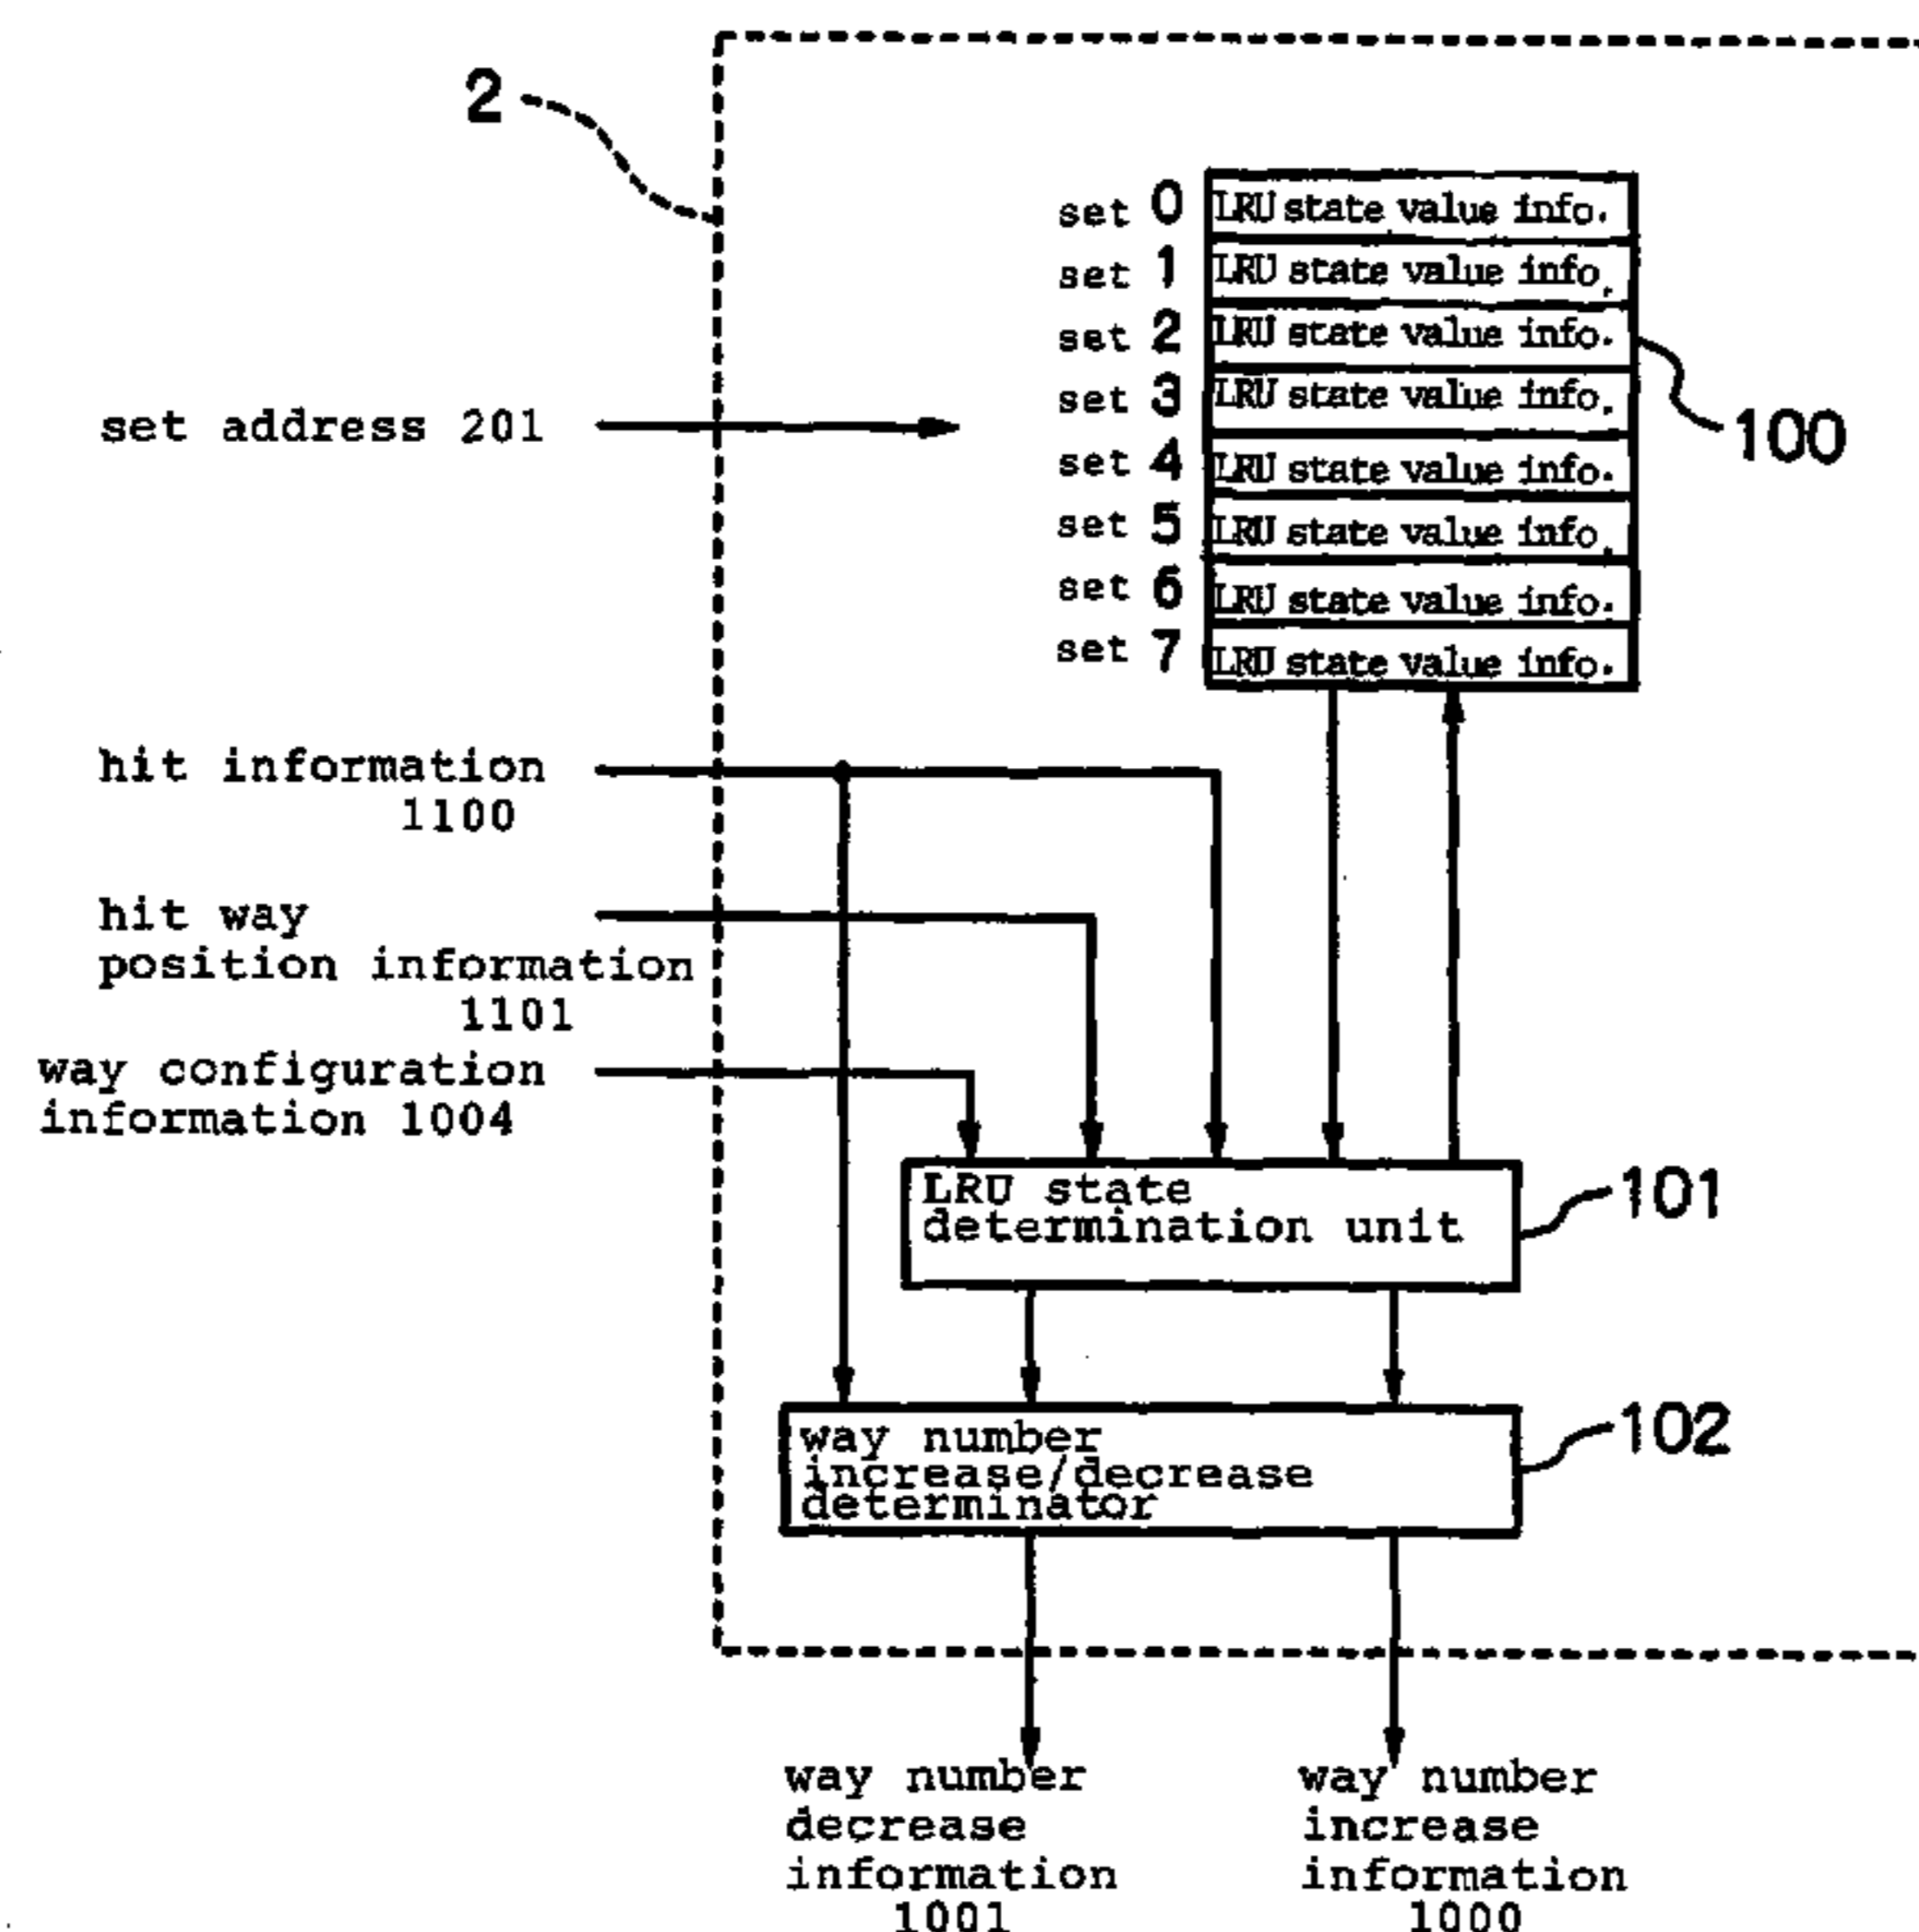 2
set 0 LRU state value info.
set 1 LRU state value info.
set 2 LRU state value info.
set 3 LRU state value info.
set 4 LRU state value info.
set 5 LRU state value info.
set 6 LRU state value info.
set 7 LRU state value info.
100
set address 201
hit information
1100
hit way
position information
1101
way configuration
information 1004
LRU state
determination unit
101
way number
increase/decrease
determinator
102
way number
decrease
information
1001
way number
increase
information
1000